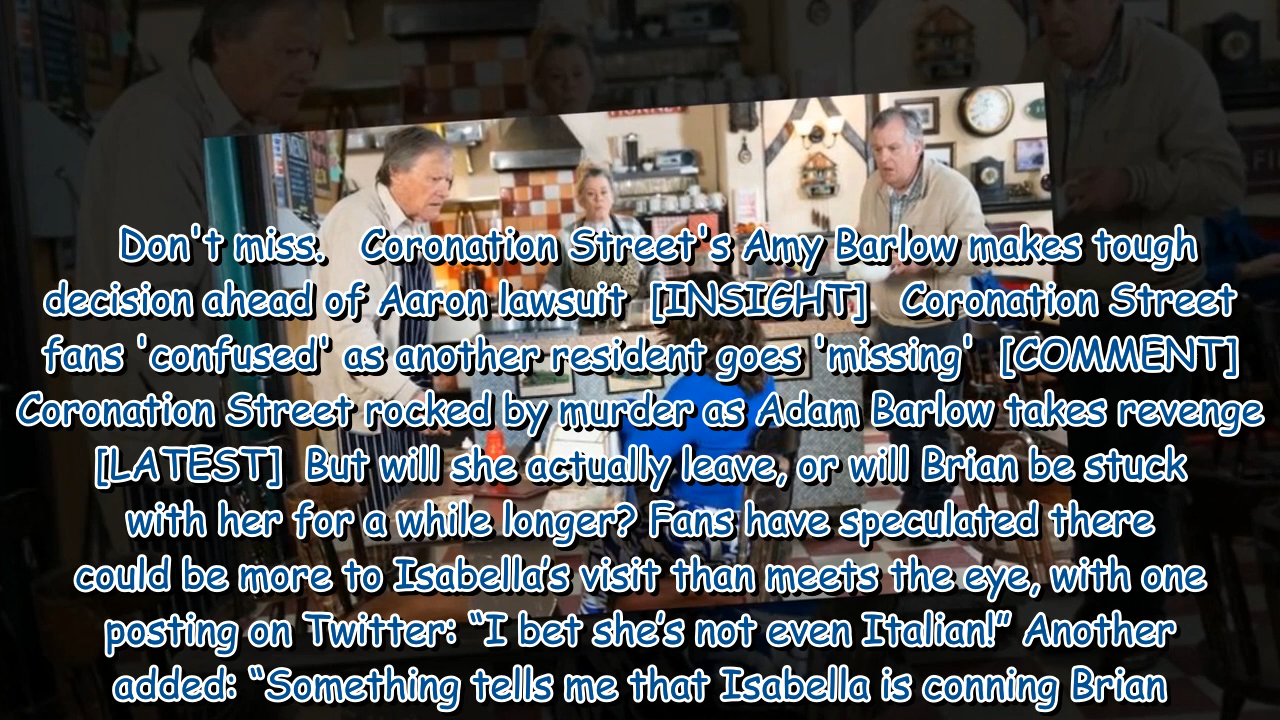 Don't miss.   Coronation Street's Amy Barlow makes tough
decision ahead of Aaron lawsuit  [INSIGHT]   Coronation Street
fans 'confused' as another resident goes 'missing'  [COMMENT]
Coronation Street rocked by murder as Adam Barlow takes revenge
[LATEST]  But will she actually leave, or will Brian be stuck
with her for a while longer? Fans have speculated there
could be more to Isabella’s visit than meets the eye, with one
posting on Twitter: “I bet she’s not even Italian!” Another
added: “Something tells me that Isabella is conning Brian